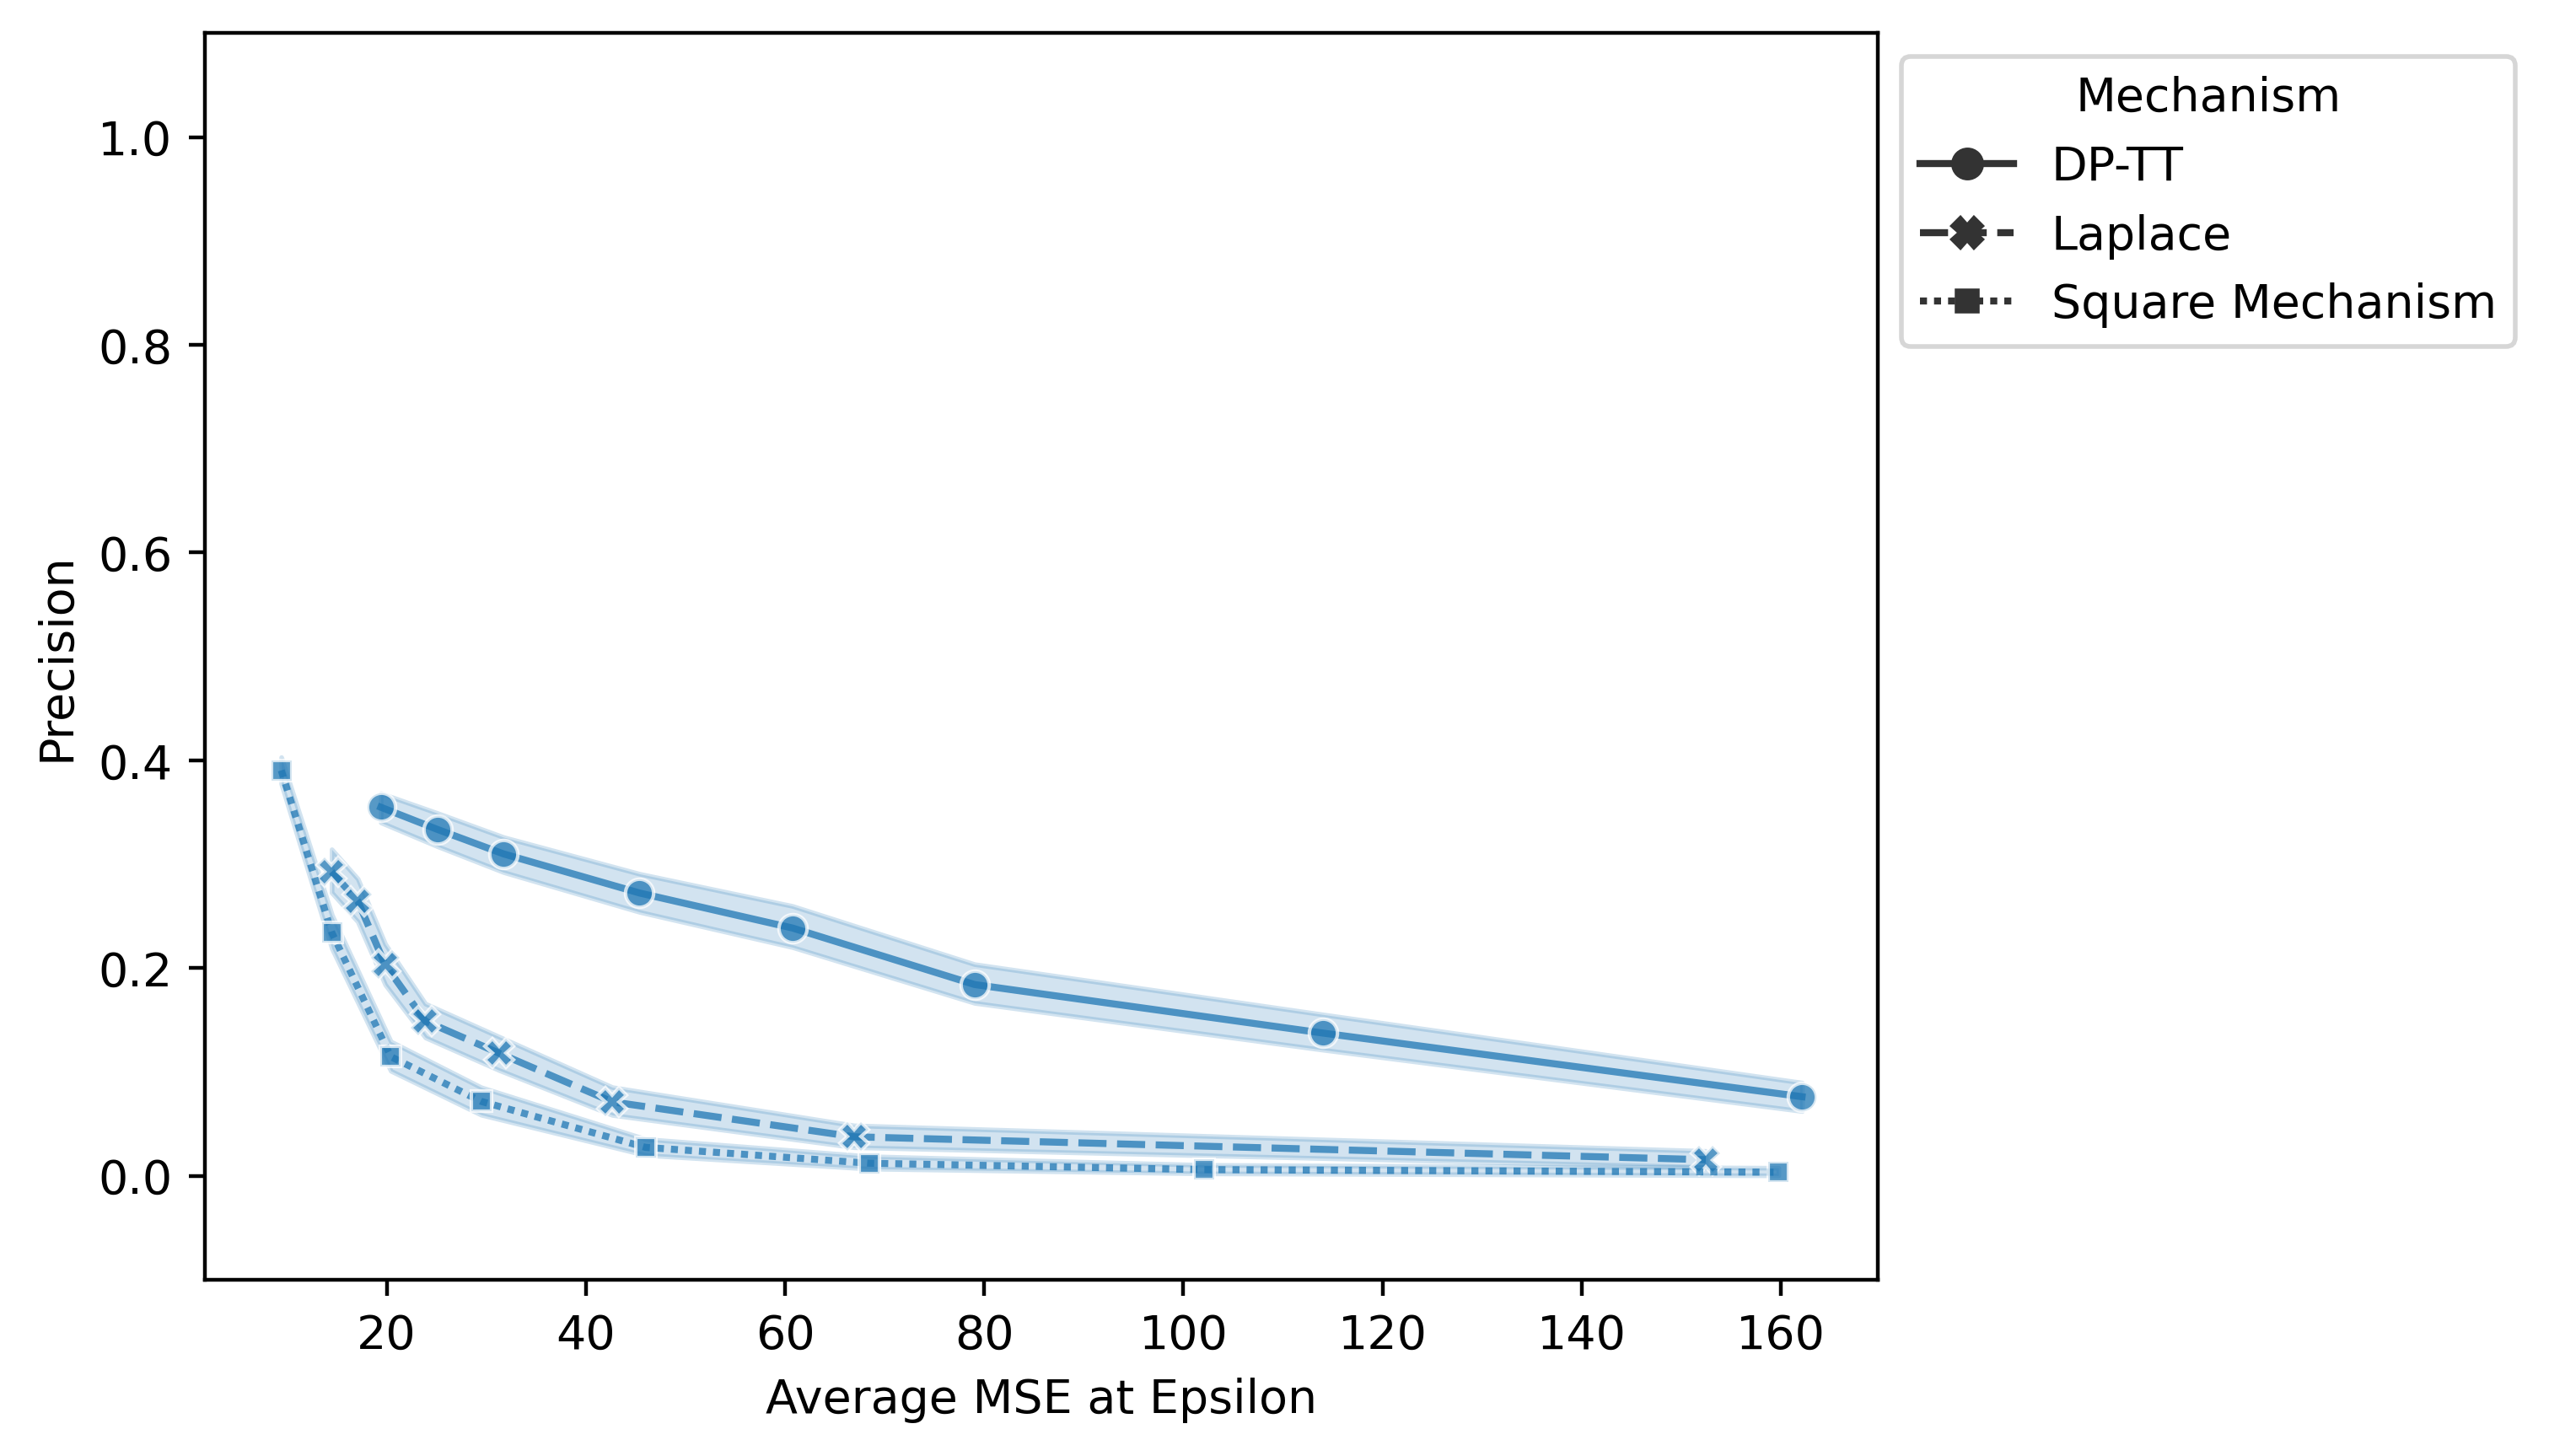 Mechanism
DP-TT
Laplace
Square Mechanism
Precision
1.0
0.8
0.6
0.4
0.2
0.0
20 40 60 80 100 120 140 160
Average MSE at Epsilon